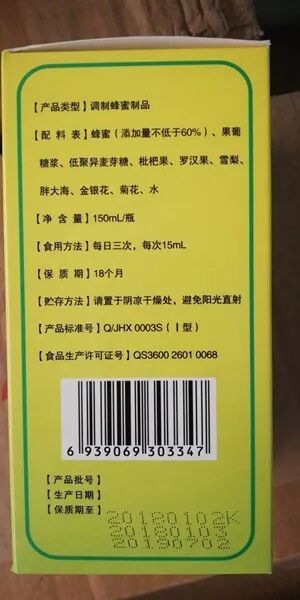 【产品类型】调制蜂蜜制品
【配 料 表】蜂蜜（添加量不低于60%）、果葡
糖浆、低聚异麦芽糖、枇杷果、罗汉果、雪梨、
胖大海、金银花、菊花、水
【净 含 量】150mL/瓶
【食用方法】每日三次，每次15mL
【保 质 期】18个月
【贮存方法】请置于阴凉干燥处，避免阳光直射
【产品标准号】Q/JHX 0003S（Ⅰ型）
【食品生产许可证号】QS3600 2601 0068
6 939069 303347
【产品批号】
【生产日期】
【保质期至】
20180102K
20180103
20190702